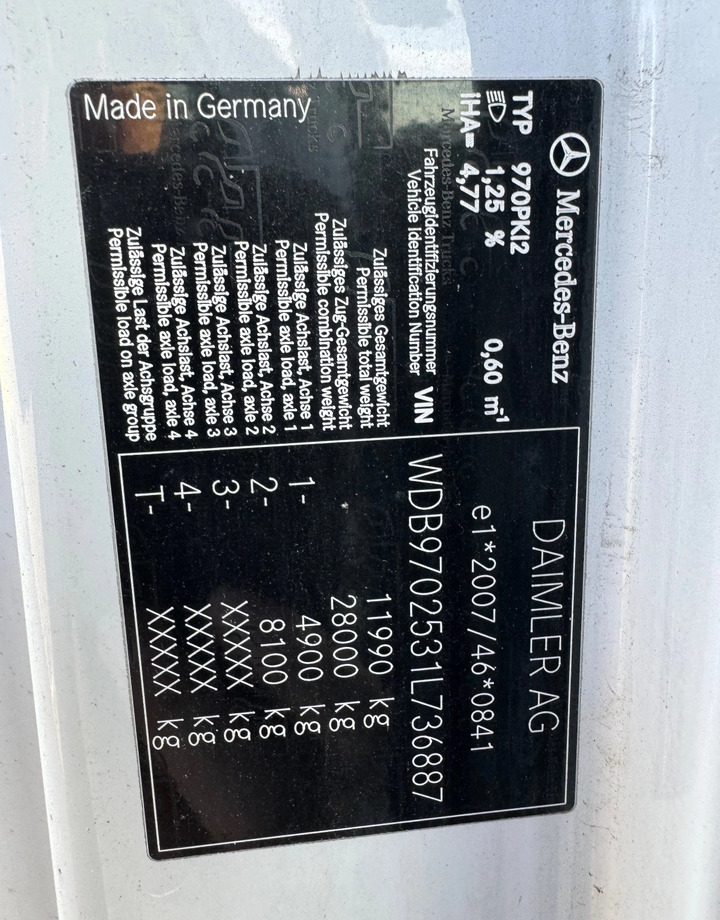 Mercedes-Benz
TYP 970PKI2
1,25 % 0,60 m-1
iHA= 4,77
DAIMLER AG
e1*2007/46*0841
Fahrzeugidentifizierungsnummer
Vehicle Identification Number VIN WDB9702531L736887
Zulässiges Gesamtgewicht
Permissible total weight 11990 kg
Zulässiges Zug-Gesamtgewicht
Permissible combination weight 28000 kg
Zulässige Achslast, Achse 1
Permissible axle load, axle 1 1- 4900 kg
Zulässige Achslast, Achse 2
Permissible axle load, axle 2 2- 8100 kg
Zulässige Achslast, Achse 3
Permissible axle load, axle 3 3- XXXXX kg
Zulässige Achslast, Achse 4
Permissible axle load, axle 4 4- XXXXX kg
Zulässige Last der Achsgruppe
Permissible load on axle group T- XXXXX kg
Made in Germany